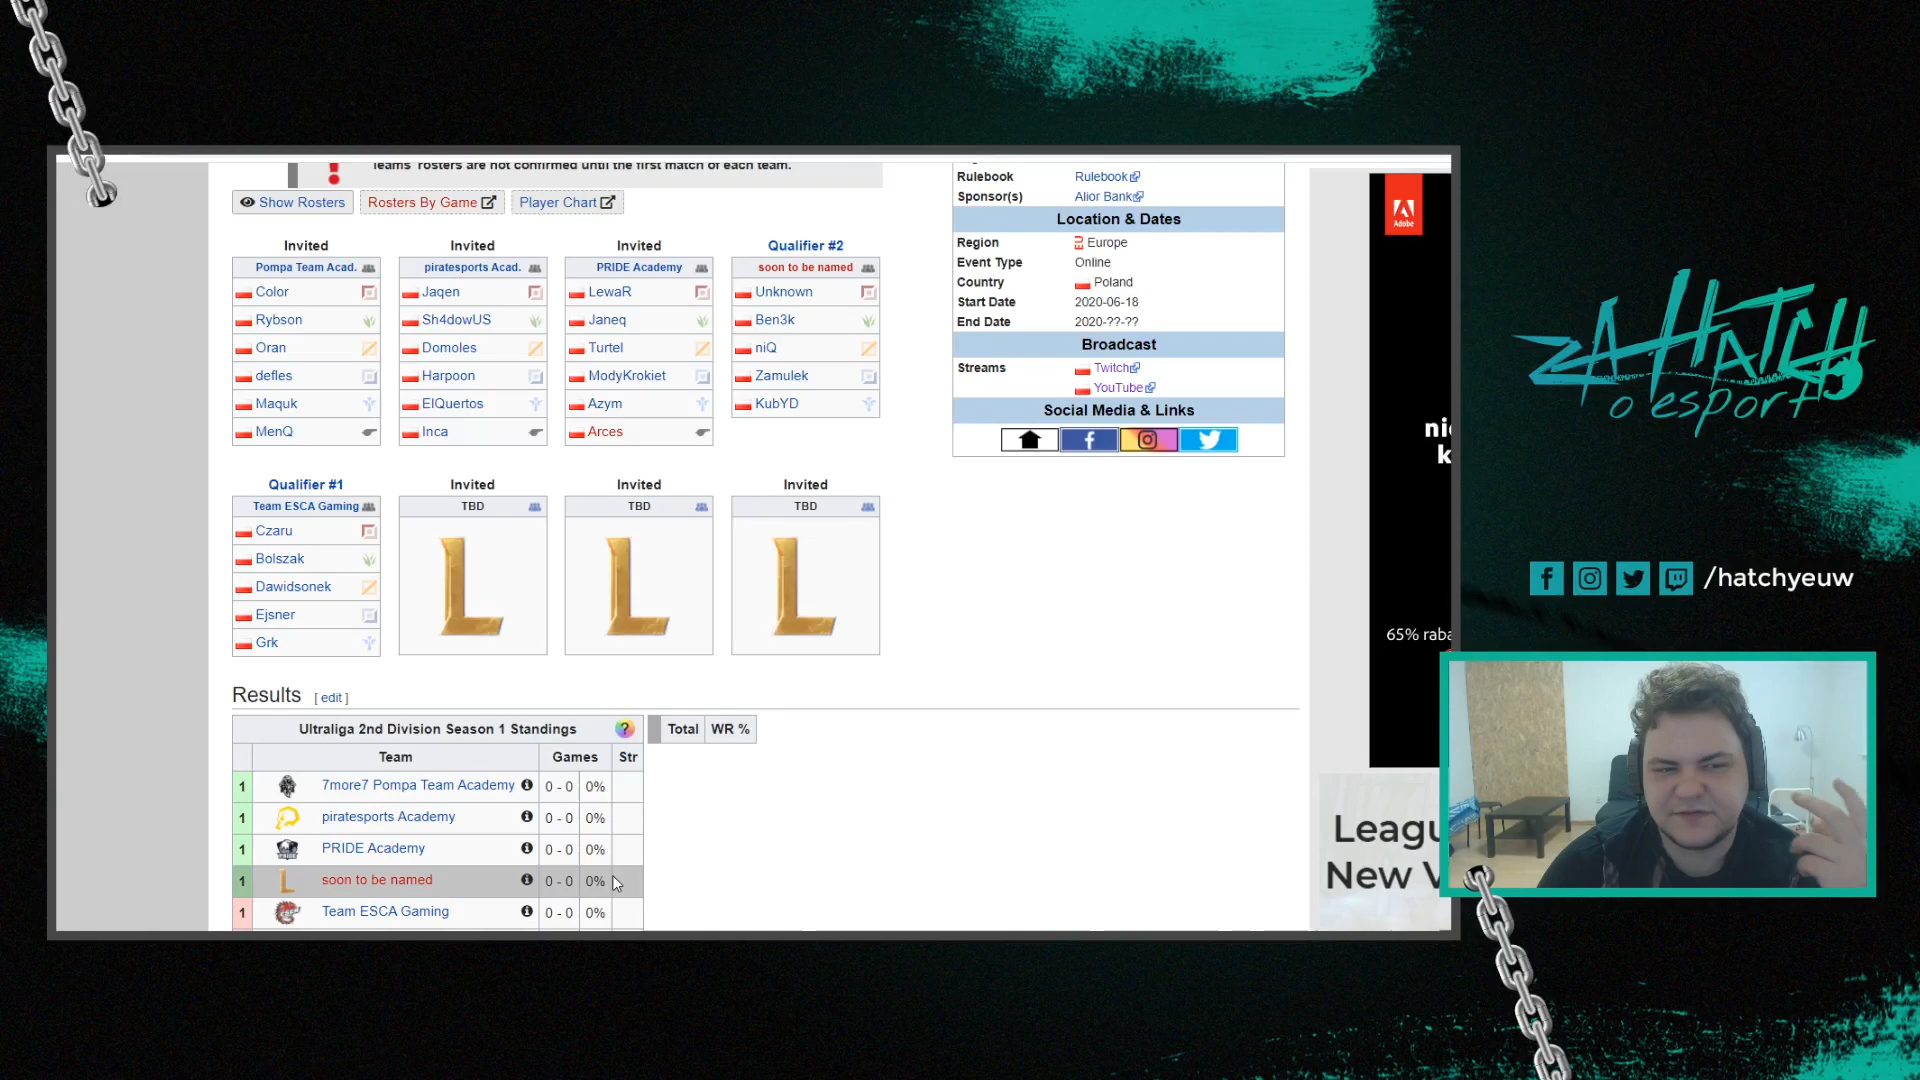 Teams' rosters are not confirmed until the first match of each team.
Show Rosters Rosters By Game Player Chart
Invited Invited Invited Qualifier #2
Pompa Team Acad. piratesports Acad. PRIDE Academy soon to be named
Color Jaqen LewaR Unknown
Rybson Sh4dowUS Janeq Ben3k
Oran Domoles Turtel niQ
defles Harpoon ModyKrokiet Zamulek
Maquk ElQuertos Azym KubYD
MenQ Inca Arces
Qualifier #1 Invited Invited Invited
Team ESCA Gaming TBD TBD TBD
Czaru
Bolszak
Dawidsonek
Ejsner
Grk
Results [ edit ]
Ultraliga 2nd Division Season 1 Standings ? Total WR %
Team Games Str
1 7more7 Pompa Team Academy 0 - 0 0%
1 piratesports Academy 0 - 0 0%
1 PRIDE Academy 0 - 0 0%
1 soon to be named 0 - 0 0%
1 Team ESCA Gaming 0 - 0 0%
Rulebook Rulebook
Sponsor(s) Alior Bank
Location & Dates
Region EU Europe
Event Type Online
Country Poland
Start Date 2020-06-18
End Date 2020-??-??
Broadcast
Streams Twitch
YouTube
Social Media & Links
Adobe
ni
k
65% raba
Leagu
New V
ZA HATCH
o esport
/hatchyeuw